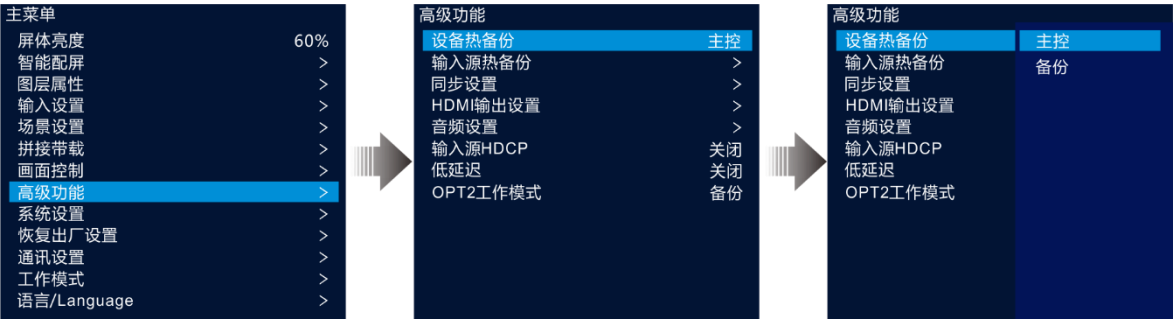 主菜单
屏体亮度 60%
智能配屏 >
图层属性 >
输入设置 >
场景设置 >
拼接带载 >
画面控制 >
高级功能 >
系统设置 >
恢复出厂设置 >
通讯设置 >
工作模式 >
语言/Language >
高级功能
设备热备份 主控
输入源热备份 >
同步设置 >
HDMI输出设置 >
音频设置 >
输入源HDCP 关闭
低延迟 关闭
OPT2工作模式 备份
高级功能
设备热备份 主控
输入源热备份 备份
同步设置
HDMI输出设置
音频设置
输入源HDCP
低延迟
OPT2工作模式